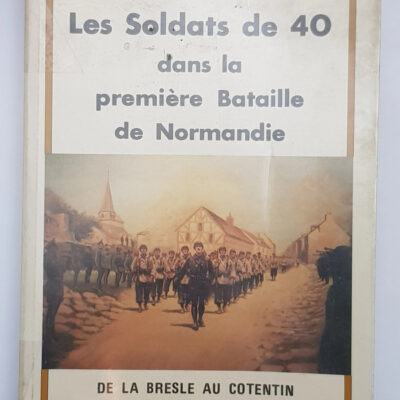 Les Soldats de 40
dans la
première Bataille
de Normandie
DE LA BRESLE AU COTENTIN